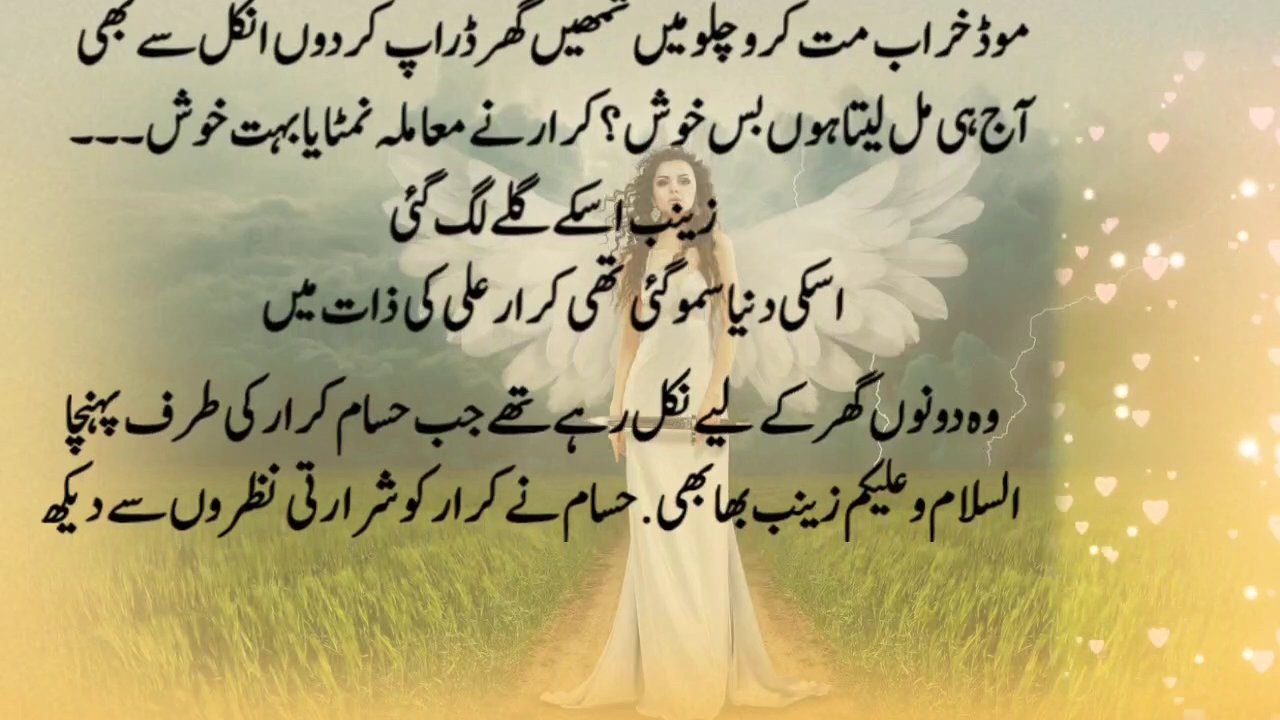 موڈ خراب مت کرو چلو میں تمھیں گھر ڈراپ کردوں انکل سے بھی
آج ہی مل لیتا ہوں بس خوش؟ کرار نے معاملہ نمٹایا بہت خوش۔۔۔
زینب اسکے گلے لگ گئی
اسکی دنیا سمو گئی تھی کرار علی کی ذات میں
وہ دونوں گھر کے لیے نکل رہے تھے جب حسام کرار کی طرف پہنچا
السلام و علیکم زینب بھابھی. حسام نے کرار کو شرارتی نظروں سے دیکھ